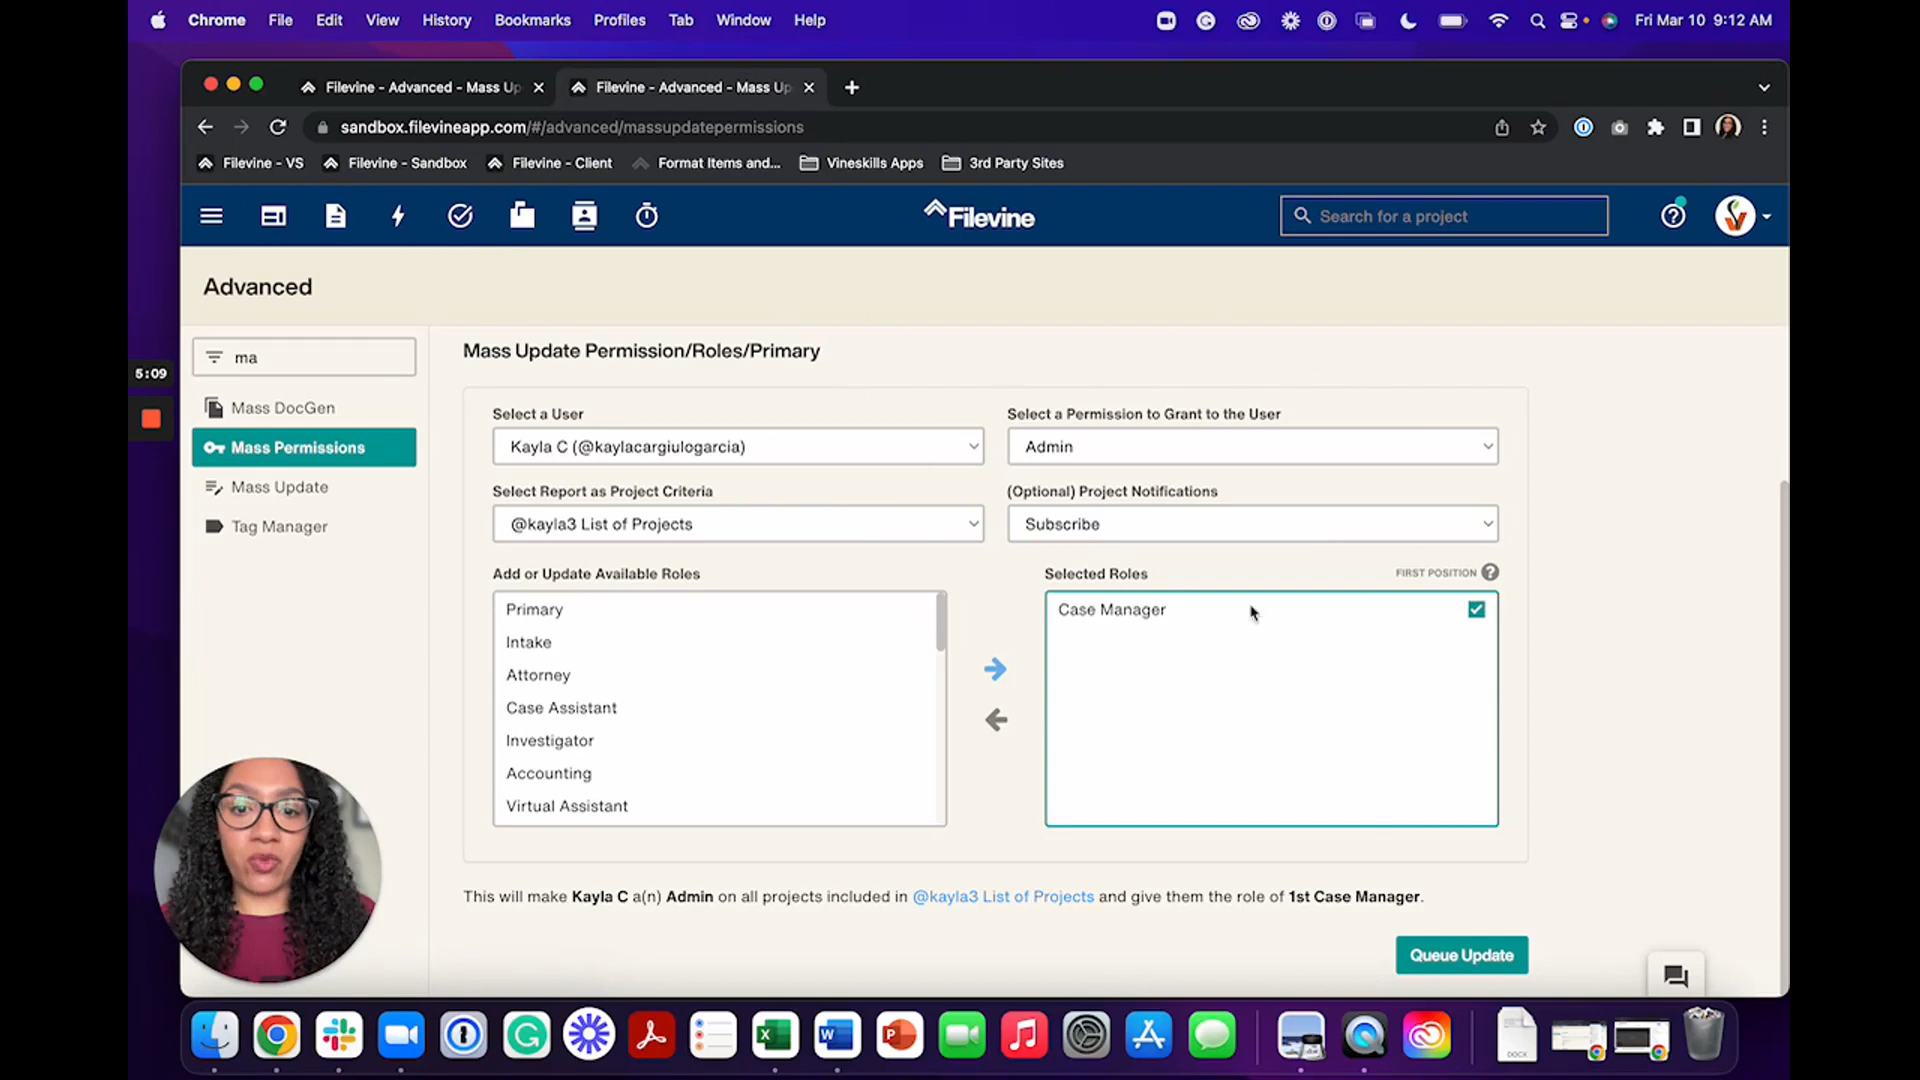 Chrome File Edit View History Bookmarks Profiles Tab Window Help Fri Mar 10 9:12 AM
Filevine - Advanced - Mass Up Filevine - Advanced - Mass Up
sandbox.filevineapp.com/#/advanced/massupdatepermissions
Filevine - VS Filevine - Sandbox Filevine - Client Format Items and... Vineskills Apps 3rd Party Sites
Filevine Search for a project
Advanced
ma
Mass DocGen
Mass Permissions
Mass Update
Tag Manager
5:09
Mass Update Permission/Roles/Primary
Select a User Select a Permission to Grant to the User
Kayla C (@kaylacargiulogarcia) Admin
Select Report as Project Criteria (Optional) Project Notifications
@kayla3 List of Projects Subscribe
Add or Update Available Roles Selected Roles FIRST POSITION ?
Primary Case Manager
Intake
Attorney
Case Assistant
Investigator
Accounting
Virtual Assistant
This will make Kayla C a(n) Admin on all projects included in @kayla3 List of Projects and give them the role of 1st Case Manager.
Queue Update
DOCX